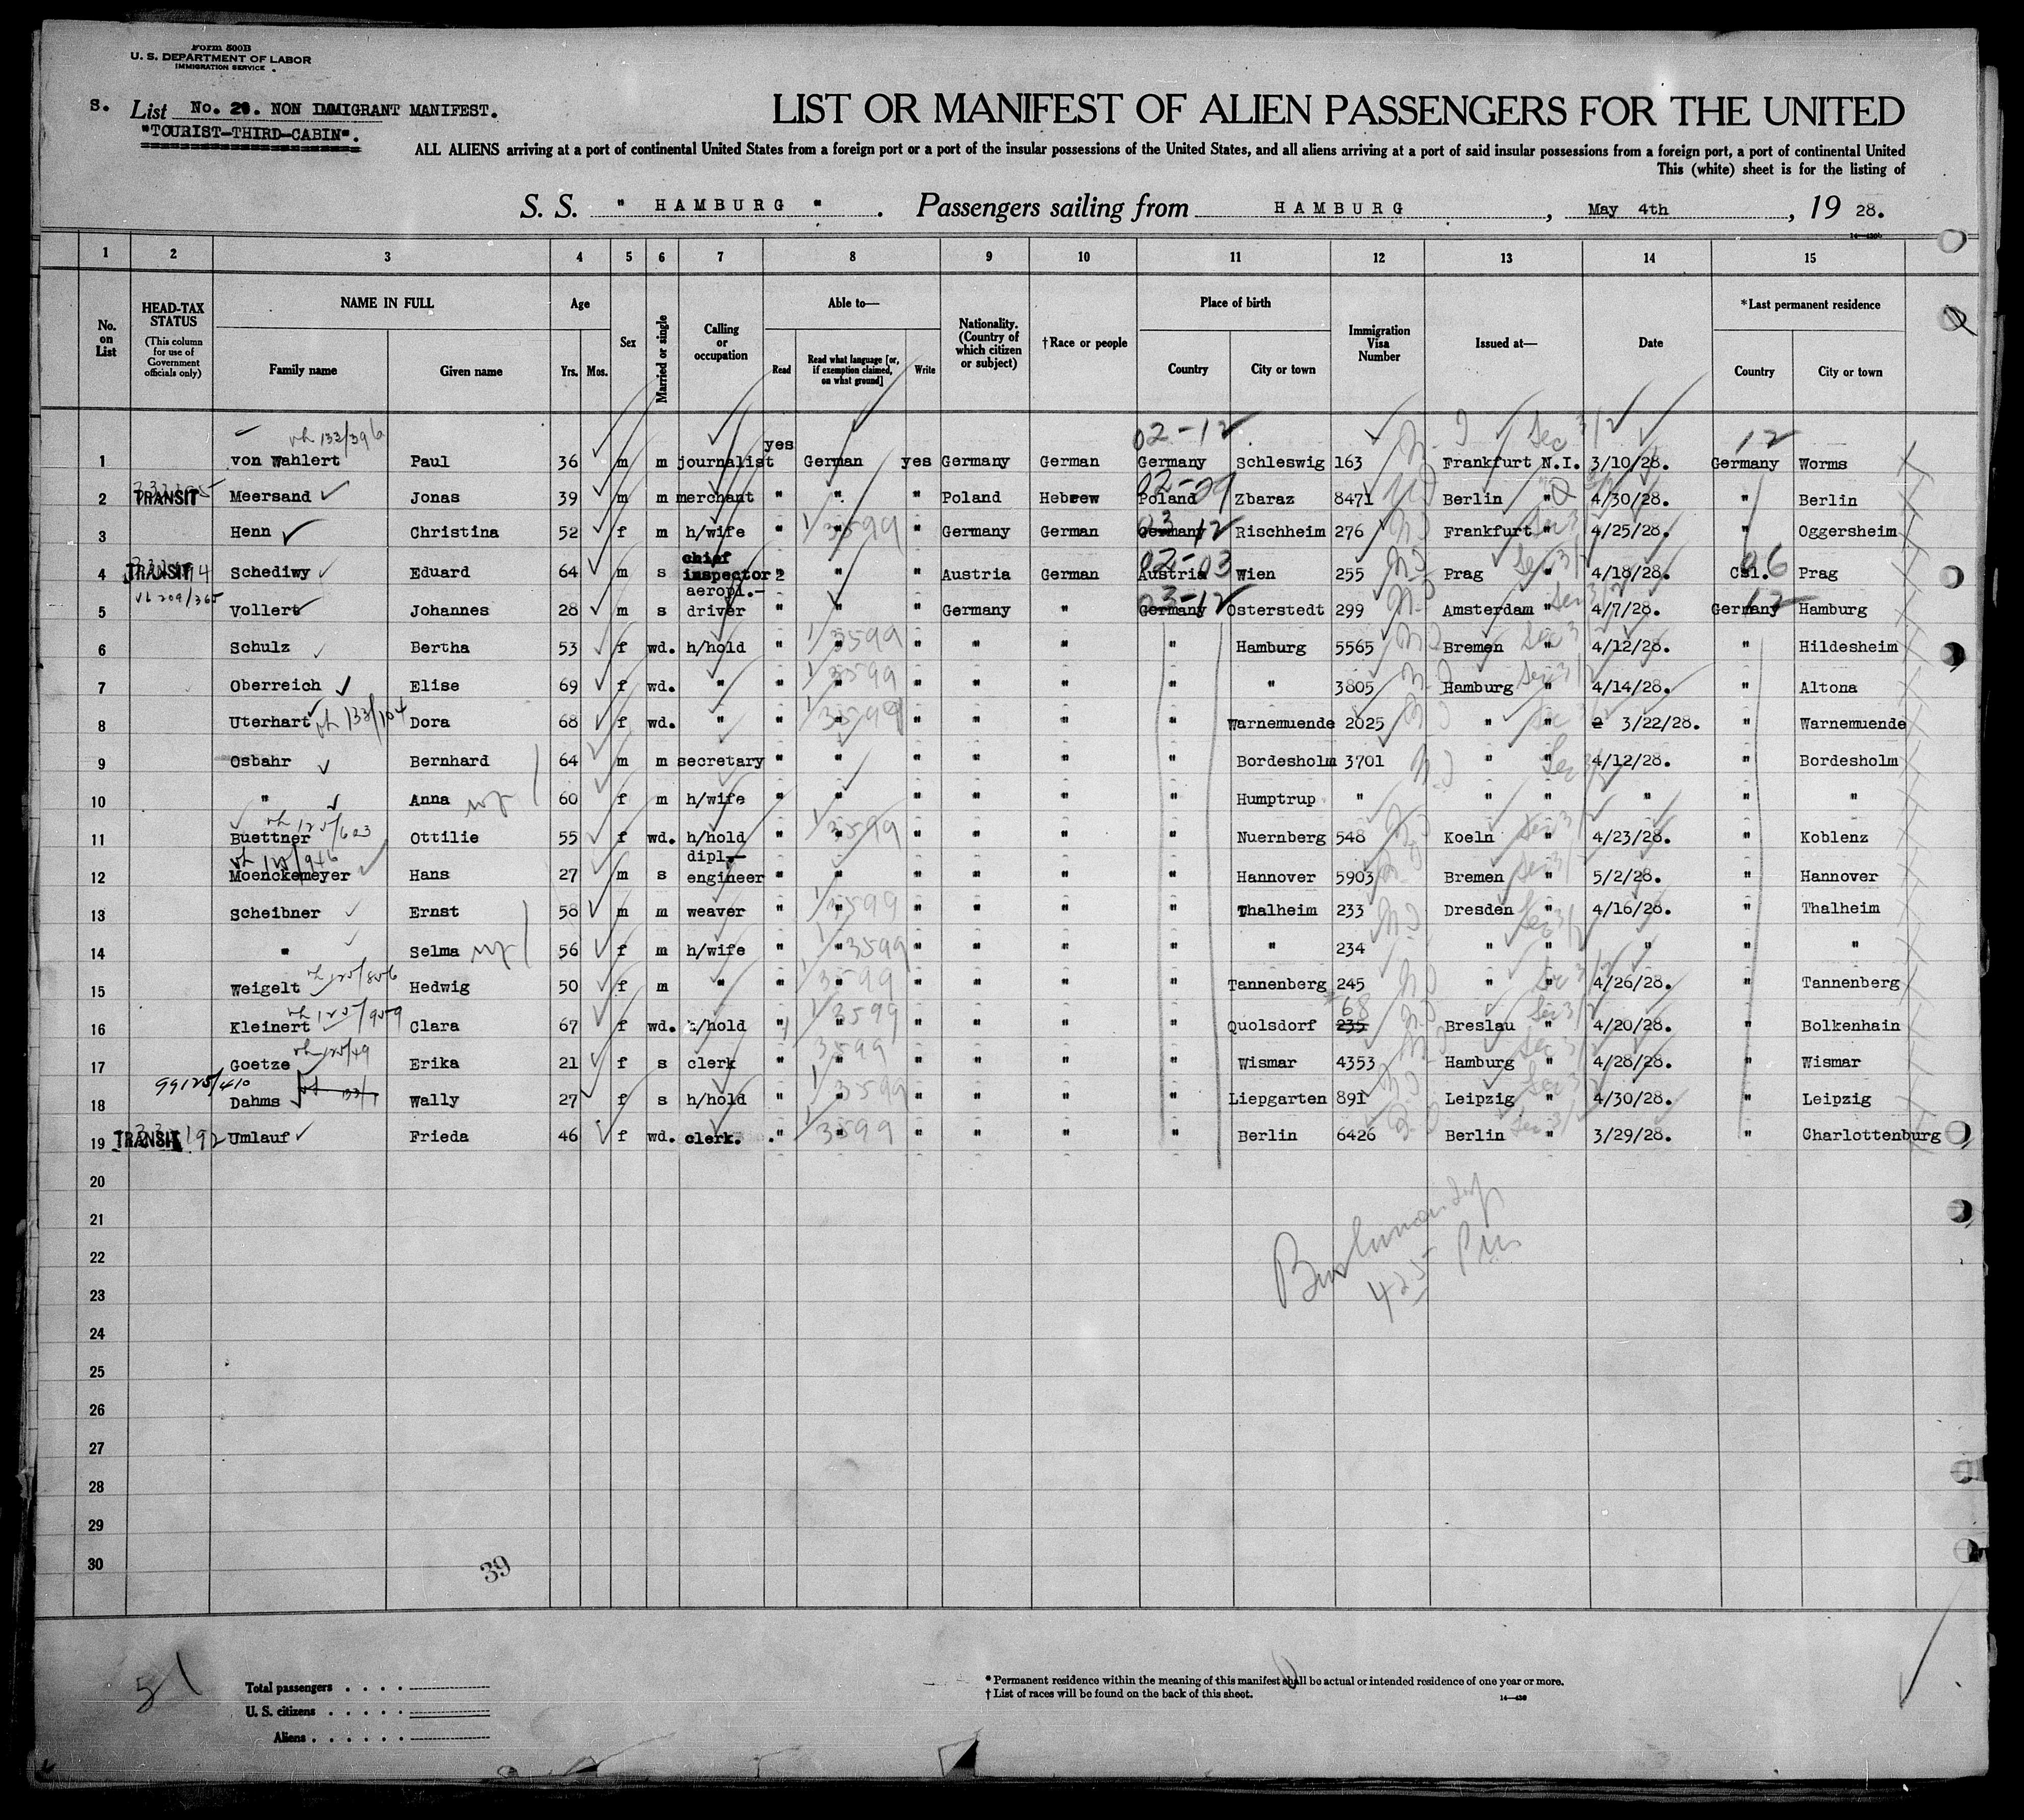 Form 500B
U. S. DEPARTMENT OF LABOR
IMMIGRATION SERVICE
S. List No. 29. NON IMMIGRANT MANIFEST.
"TOURIST-THIRD-CABIN".
LIST OR MANIFEST OF ALIEN PASSENGERS FOR THE UNITED
ALL ALIENS arriving at a port of continental United States from a foreign port or a port of the insular possessions of the United States, and all aliens arriving at a port of said insular possessions from a foreign port, a port of continental United
This (white) sheet is for the listing of
S. S. " HAMBURG ". Passengers sailing from HAMBURG, May 4th, 19 28.
1 2 3 4 5 6 7 8 9 10 11 12 13 14 15
No. on List
HEAD-TAX STATUS (This column for use of Government officials only)
NAME IN FULL Family name Given name
Age Yrs. Mos.
Sex
Married or single
Calling or occupation
Able to— Read Read what language [or, if exemption claimed, on what ground] Write
Nationality. (Country of which citizen or subject)
†Race or people
Place of birth Country City or town
Immigration Visa Number
Issued at—
Date
*Last permanent residence Country City or town
02-12 Sec 3/2 12
1 von Wahlert Paul 36 m m journalist yes German yes Germany German Germany Schleswig 163 Frankfurt N.I. 3/10/28. Germany Worms
2 TRANSIT Meersand Jonas 39 m m merchant " " " Poland Hebrew Poland Zbaraz 8471 Berlin " 4/30/28. " Berlin
3 Henn Christina 52 f m h/wife " " " Germany German Germany Rischheim 276 Frankfurt " 4/25/28. " Oggersheim
4 TRANSIT Schediwy Eduard 64 m s chief inspector " " " Austria German Austria Wien 255 Prag " 4/18/28. Csl. Prag
5 Vollert Johannes 28 m s aeropl.- driver " " " Germany " Germany Osterstedt 299 Amsterdam " 4/7/28. Germany Hamburg
6 Schulz Bertha 53 f wd. h/hold " " " " " " Hamburg 5565 Bremen " 4/12/28. " Hildesheim
7 Oberreich Elise 69 f wd. " " " " " " " " 3805 Hamburg " 4/14/28. " Altona
8 Uterhart Dora 68 f wd. " " " " " " " Warnemuende 2025 " " 3/22/28. " Warnemuende
9 Osbahr Bernhard 64 m m secretary " " " " " " Bordesholm 3701 " " 4/12/28. " Bordesholm
10 " Anna 60 f m h/wife " " " " " " Humptrup " " " " " "
11 Buettner Ottilie 55 f wd. h/hold " " " " " " Nuernberg 548 Koeln " 4/23/28. " Koblenz
12 Moenckemeyer Hans 27 m s dipl.- engineer " " " " " " Hannover 5903 Bremen " 5/2/28. " Hannover
13 Scheibner Ernst 58 m m weaver " " " " " " Thalheim 233 Dresden " 4/16/28. " Thalheim
14 " Selma 56 f m h/wife " " " " " " " 234 " " " " "
15 Weigelt Hedwig 50 f m " " " " " " " Tannenberg 245 " " 4/26/28. " Tannenberg
16 Kleinert Clara 67 f wd. h/hold " " " " " " Quolsdorf 235 68 Breslau " 4/20/28. " Bolkenhain
17 Goetze Erika 21 f s clerk " " " " " " Wismar 4353 Hamburg " 4/28/28. " Wismar
18 Dahms Wally 27 f s h/hold " " " " " " Liepgarten 891 Leipzig " 4/30/28. " Leipzig
19 TRANSIT Umlauf Frieda 46 f wd. clerk. " " " " " " Berlin 6426 Berlin " 3/29/28. " Charlottenburg
20
21
22
23
24
25
26
27
28
29
30
425 Pm
39
51
Total passengers
U. S. citizens
Aliens
* Permanent residence within the meaning of this manifest shall be actual or intended residence of one year or more.
† List of races will be found on the back of this sheet.
14—430